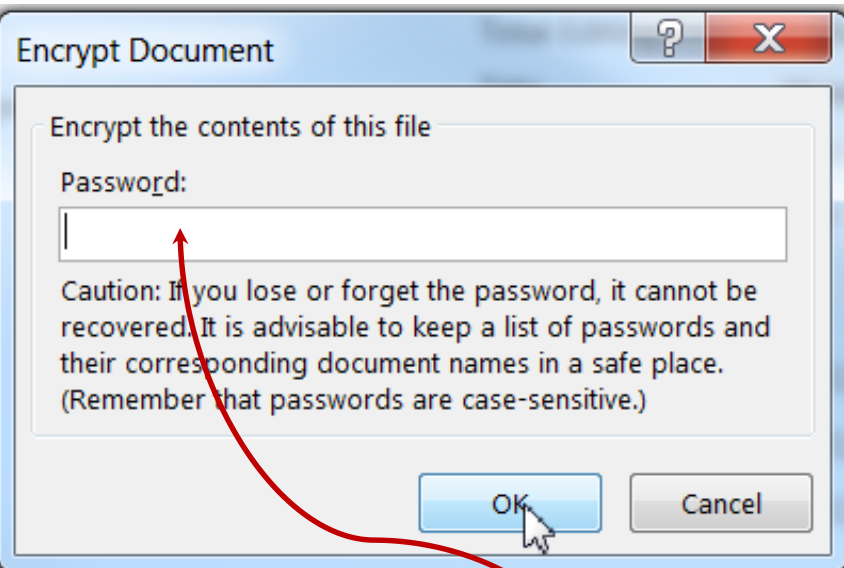 Encrypt Document
Encrypt the contents of this file
Password:
Caution: If you lose or forget the password, it cannot be
recovered. It is advisable to keep a list of passwords and
their corresponding document names in a safe place.
(Remember that passwords are case-sensitive.)
OK
Cancel